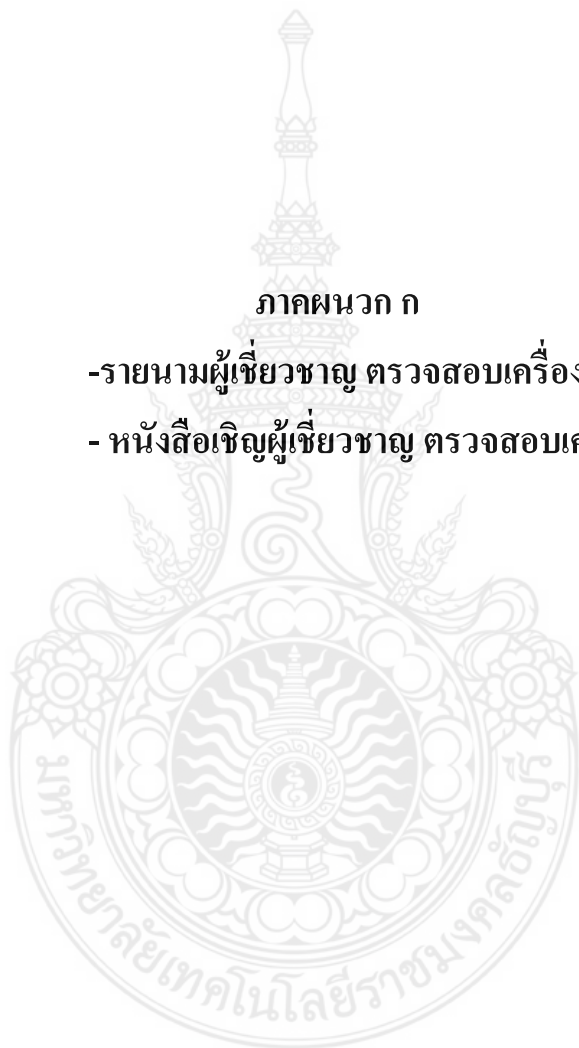 ภาคผนวก ก
-รายนามผู้เชี่ยวชาญ ตรวจสอบเครื่อง
- หนังสือเชิญผู้เชี่ยวชาญ ตรวจสอบเค
มหาวิทยาลัยเทคโนโลยีราชมงคลธัญบุรี